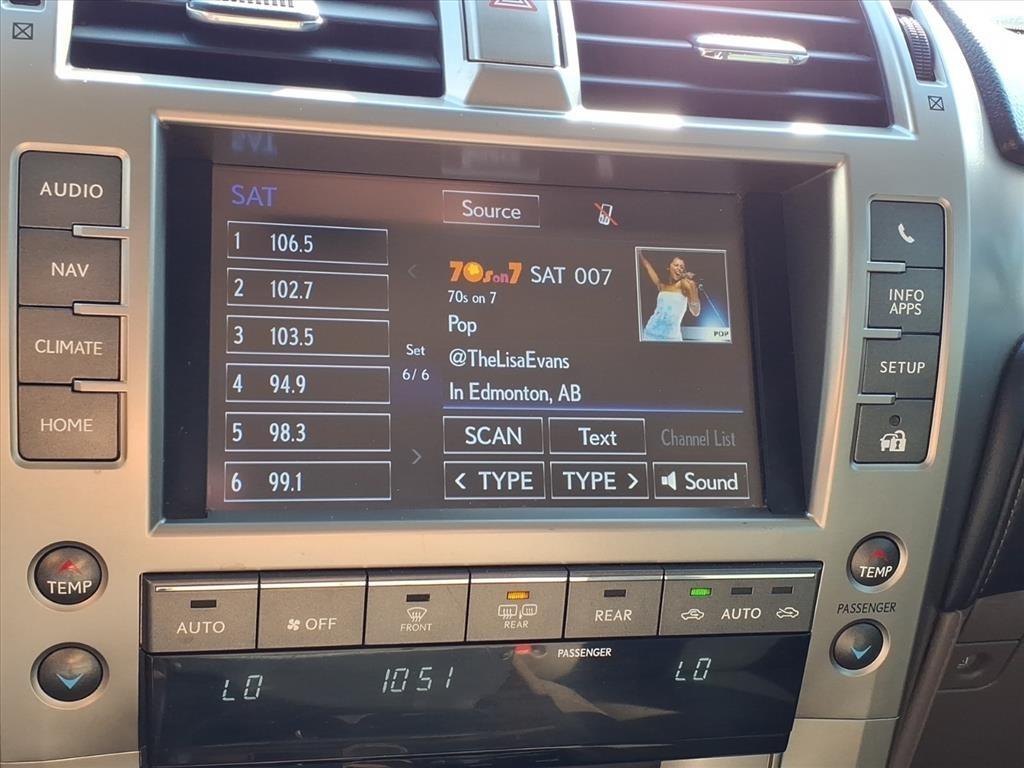 AUDIO
NAV
CLIMATE
HOME
SAT
Source
1 106.5
2 102.7
3 103.5
4 94.9
5 98.3
6 99.1
Set
6/6
70s on 7 SAT 007
70s on 7
Pop
@TheLisaEvans
In Edmonton, AB
POP
SCAN Text Channel List
< TYPE TYPE > Sound
INFO
APPS
SETUP
TEMP
TEMP
PASSENGER
AUTO
OFF
FRONT
REAR
REAR
AUTO
PASSENGER
LO 1051 LO